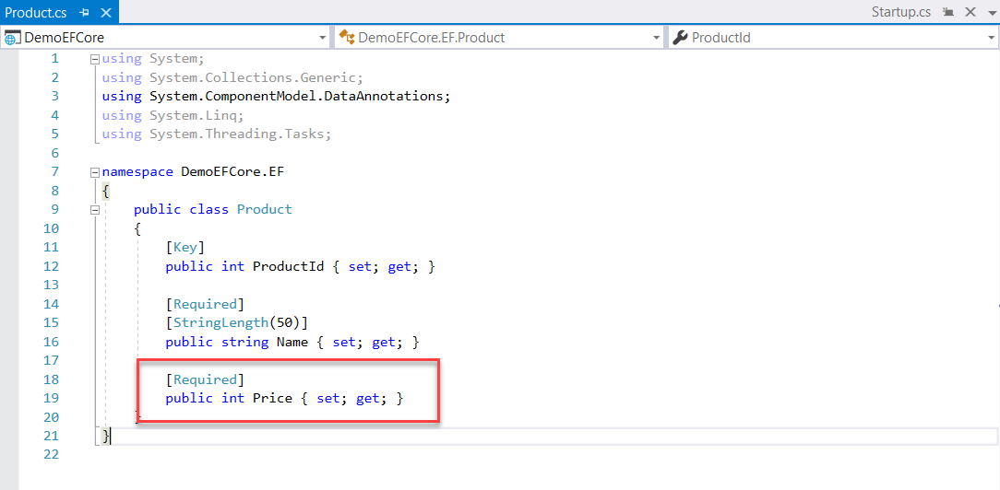 Product.cs
Startup.cs
DemoEFCore
DemoEFCore.EF.Product
ProductId
1 using System;
2 using System.Collections.Generic;
3 using System.ComponentModel.DataAnnotations;
4 using System.Linq;
5 using System.Threading.Tasks;
6
7 namespace DemoEFCore.EF
8 {
9 public class Product
10 {
11 [Key]
12 public int ProductId { set; get; }
13
14 [Required]
15 [StringLength(50)]
16 public string Name { set; get; }
17
18 [Required]
19 public int Price { set; get; }
20 }
21 }
22